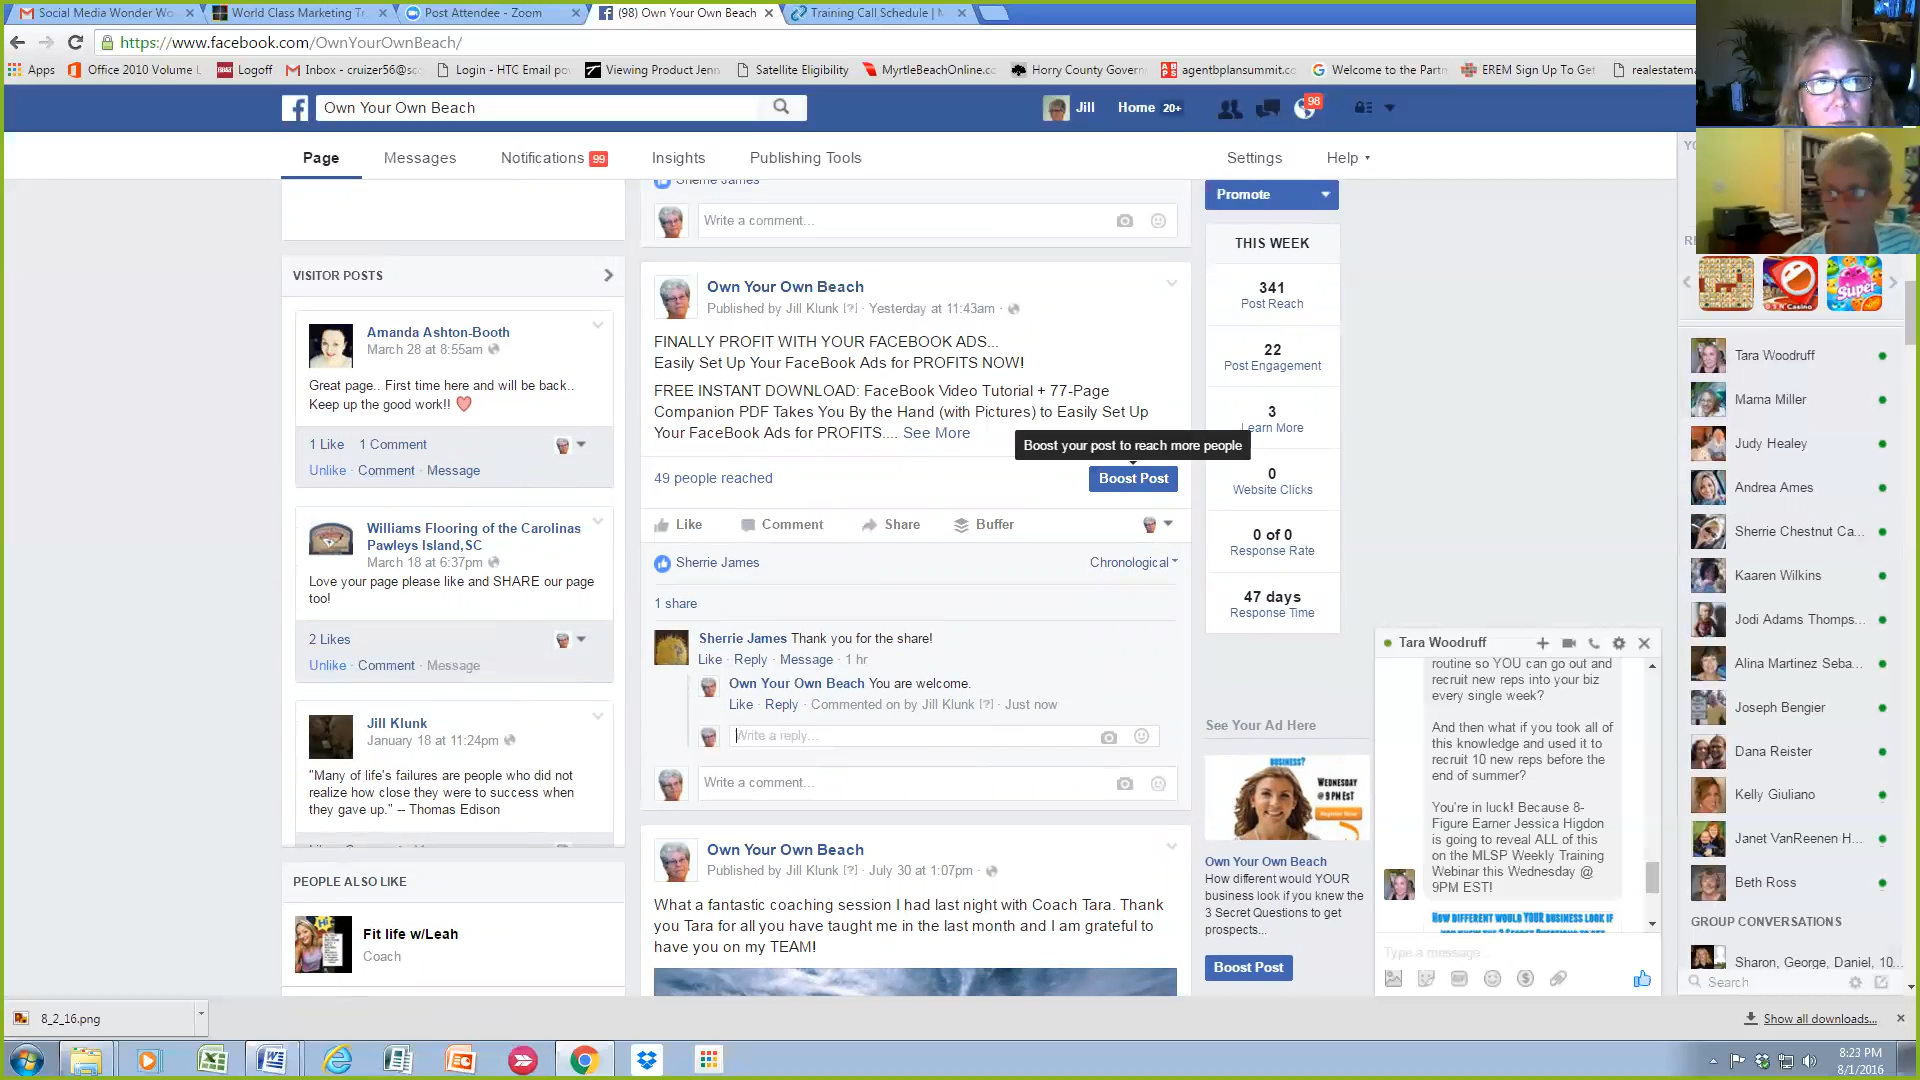 Social Media Wonder Wo
World Class Marketing Tr
Post Attendee - Zoom
(98) Own Your Own Beach
Training Call Schedule |
https://www.facebook.com/OwnYourOwnBeach/
Apps
Office 2010 Volume L
Logoff
Inbox - cruizer56@sc
Login - HTC Email po
Viewing Product Jenn
Satellite Eligibility
MyrtleBeachOnline.c
Horry County Govern
agentbplansummit.co
Welcome to the Partn
EREM Sign Up To Get
realestatema
Own Your Own Beach
Jill
Home 20+
98
Page
Messages
Notifications 99
Insights
Publishing Tools
Settings
Help
VISITOR POSTS
Amanda Ashton-Booth
March 28 at 8:55am
Great page.. First time here and will be back..
Keep up the good work!!
1 Like 1 Comment
Unlike · Comment · Message
Williams Flooring of the Carolinas
Pawleys Island,SC
March 18 at 6:37pm
Love your page please like and SHARE our page
too!
2 Likes
Unlike · Comment · Message
Jill Klunk
January 18 at 11:24pm
"Many of life's failures are people who did not
realize how close they were to success when
they gave up." -- Thomas Edison
PEOPLE ALSO LIKE
Fit life w/Leah
Coach
Sherrie James
Write a comment...
Own Your Own Beach
Published by Jill Klunk [?] · Yesterday at 11:43am ·
FINALLY PROFIT WITH YOUR FACEBOOK ADS...
Easily Set Up Your FaceBook Ads for PROFITS NOW!
FREE INSTANT DOWNLOAD: FaceBook Video Tutorial + 77-Page
Companion PDF Takes You By the Hand (with Pictures) to Easily Set Up
Your FaceBook Ads for PROFITS.... See More
Boost your post to reach more people
49 people reached
Boost Post
Like
Comment
Share
Buffer
Sherrie James
Chronological
1 share
Sherrie James Thank you for the share!
Like · Reply · Message · 1 hr
Own Your Own Beach You are welcome.
Like · Reply · Commented on by Jill Klunk [?] · Just now
Write a reply...
Write a comment...
Own Your Own Beach
Published by Jill Klunk [?] · July 30 at 1:07pm ·
What a fantastic coaching session I had last night with Coach Tara. Thank
you Tara for all you have taught me in the last month and I am grateful to
have you on my TEAM!
Promote
THIS WEEK
341
Post Reach
22
Post Engagement
3
Learn More
0
Website Clicks
0 of 0
Response Rate
47 days
Response Time
See Your Ad Here
BUSINESS?
WEDNESDAY
@ 9 PM EST
Own Your Own Beach
How different would YOUR
business look if you knew the
3 Secret Questions to get
prospects...
Boost Post
Tara Woodruff
routine so YOU can go out and
recruit new reps into your biz
every single week?
And then what if you took all of
this knowledge and used it to
recruit 10 new reps before the
end of summer?
You're in luck! Because 8-
Figure Earner Jessica Higdon
is going to reveal ALL of this
on the MLSP Weekly Training
Webinar this Wednesday @
9PM EST!
HOW DIFFERENT WOULD YOUR BUSINESS LOOK IF
Type a message...
Super
Casino
Tara Woodruff
Marna Miller
Judy Healey
Andrea Ames
Sherrie Chestnut Ca...
Kaaren Wilkins
Jodi Adams Thomps...
Alina Martinez Seba...
Joseph Bengier
Dana Reister
Kelly Giuliano
Janet VanReenen H...
Beth Ross
GROUP CONVERSATIONS
Sharon, George, Daniel, 10...
Search
8_2_16.png
Show all downloads...
8:23 PM
8/1/2016